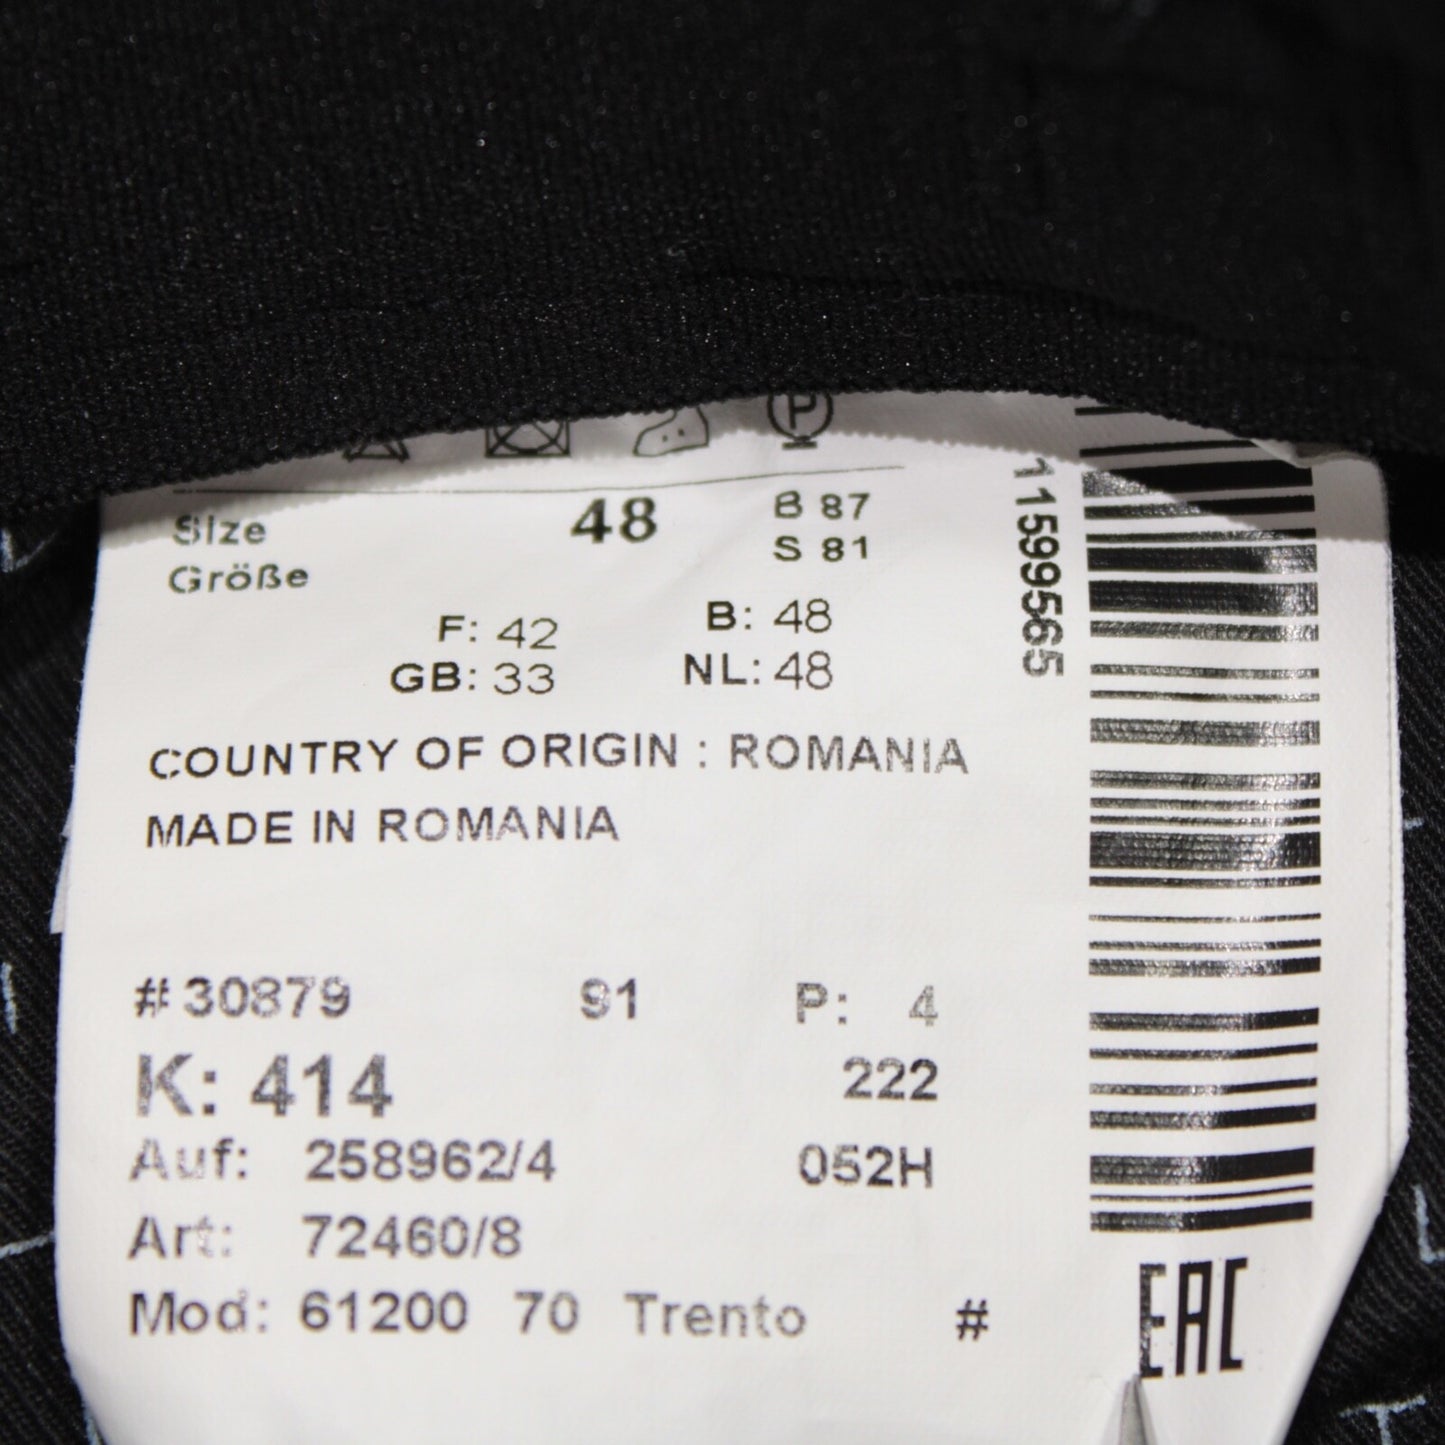 P
Size 48 B 87
Größe S 81
F: 42 B: 48
GB: 33 NL: 48
COUNTRY OF ORIGIN : ROMANIA
MADE IN ROMANIA
#30879 91 P: 4
K: 414 222
Auf: 258962/4 052H
Art: 72460/8
Mod: 61200 70 Trento #
11599565
EAC